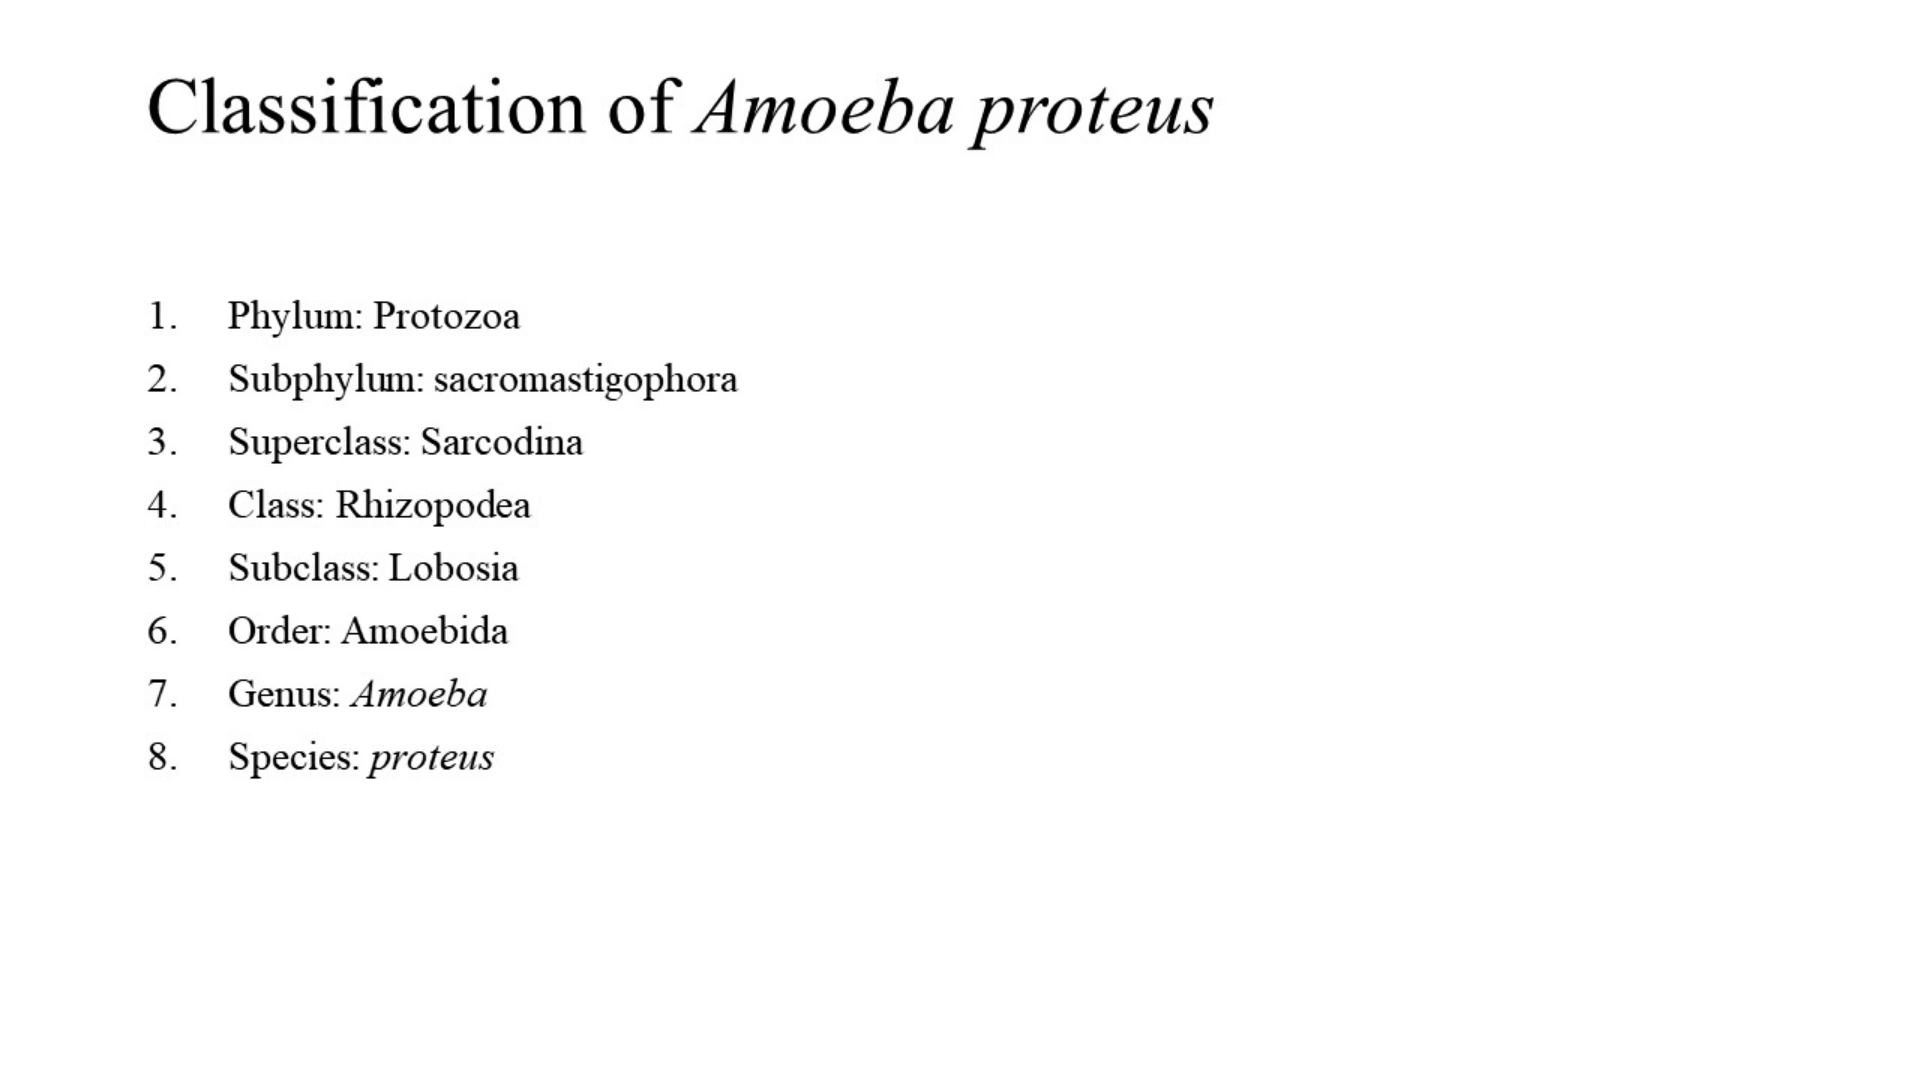 Classification of Amoeba proteus
1. Phylum: Protozoa
2. Subphylum: sacromastigophora
3. Superclass: Sarcodina
4. Class: Rhizopodea
5. Subclass: Lobosia
6. Order: Amoebida
7. Genus: Amoeba
8. Species: proteus